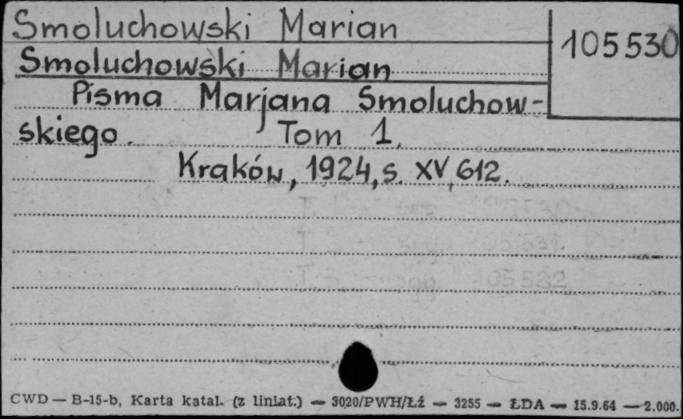 Smoluchowski Marian
105530
Smoluchowski Marian
Pisma Marjana Smoluchow-
skiego. Tom 1.
Kraków, 1924, s. XV, 612.
CWD — B-15-b, Karta katal. (z liniat.) — 3020/PWH/Łź — 3255 — ŁDA — 15.9.64 — 2.000.